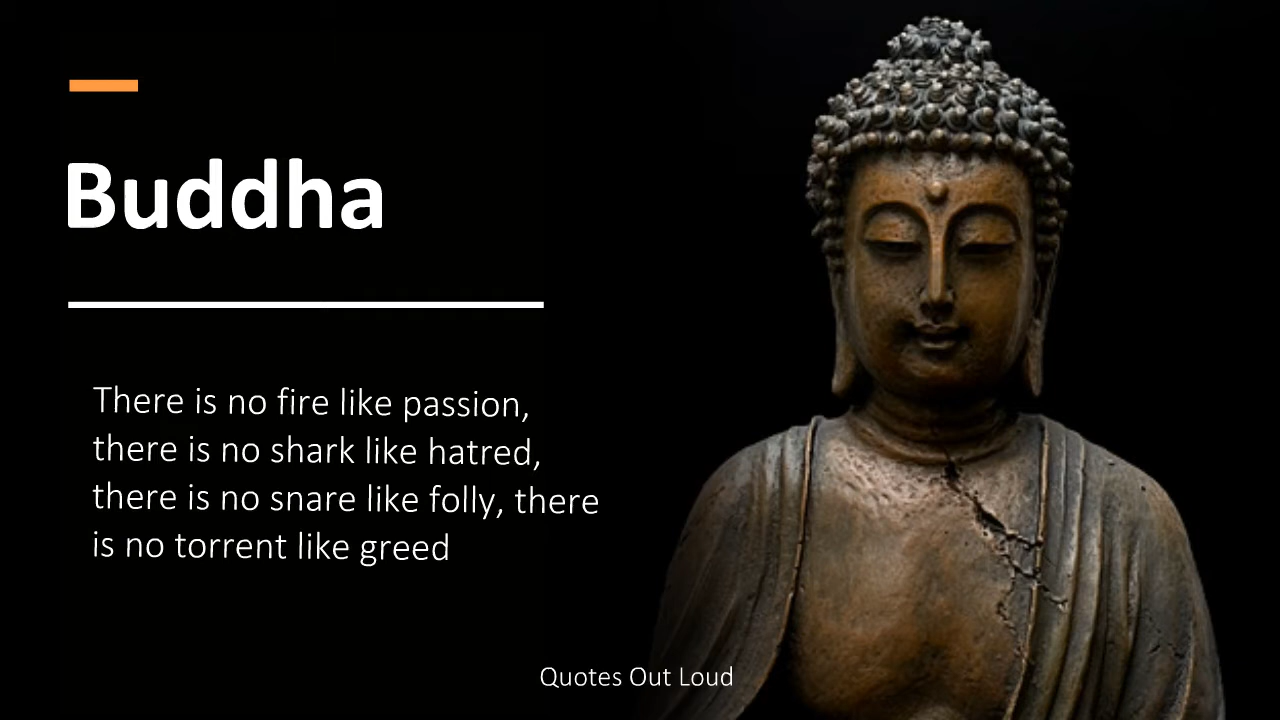 Buddha
There is no fire like passion,
there is no shark like hatred,
there is no snare like folly, there
is no torrent like greed
Quotes Out Loud